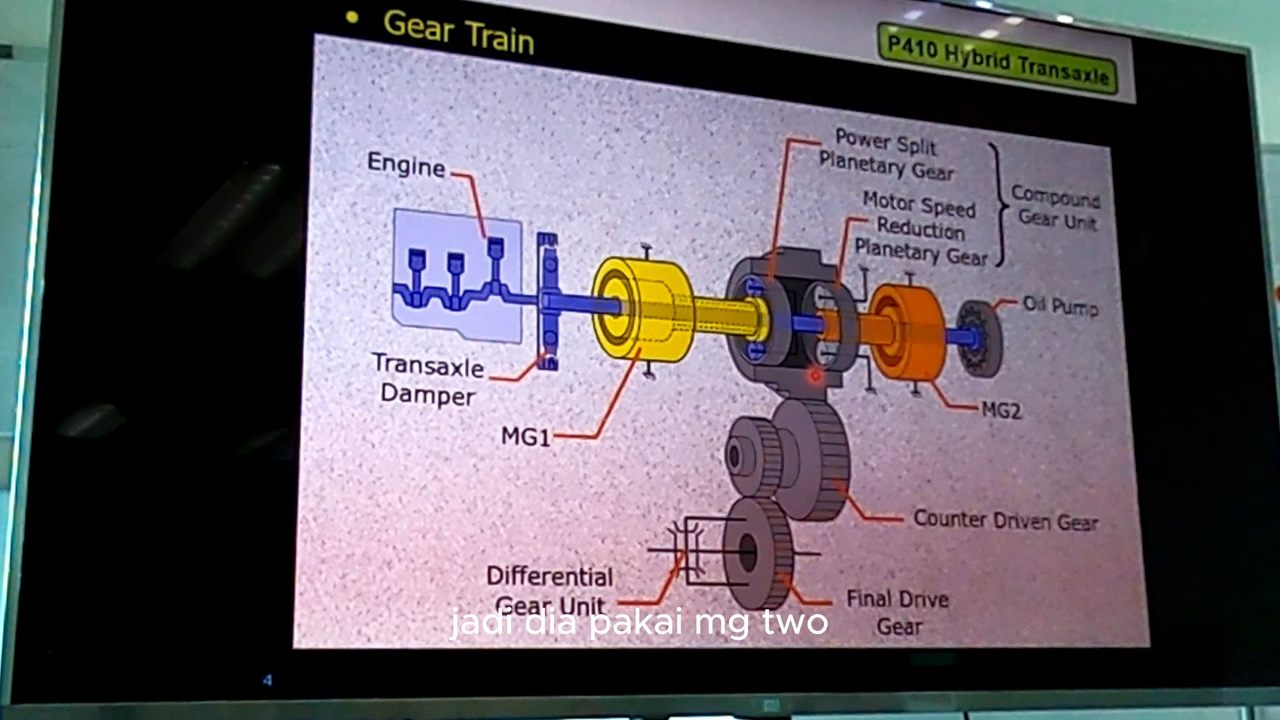 • Gear Train
P410 Hybrid Transaxle
Power Split
Planetary Gear
Engine
Compound
Gear Unit
Motor Speed
Reduction
Planetary Gear
Oil Pump
Transaxle
Damper
MG1
MG2
Counter Driven Gear
Differential
Gear Unit
Final Drive
Gear
jadi dia pakai mg two
4